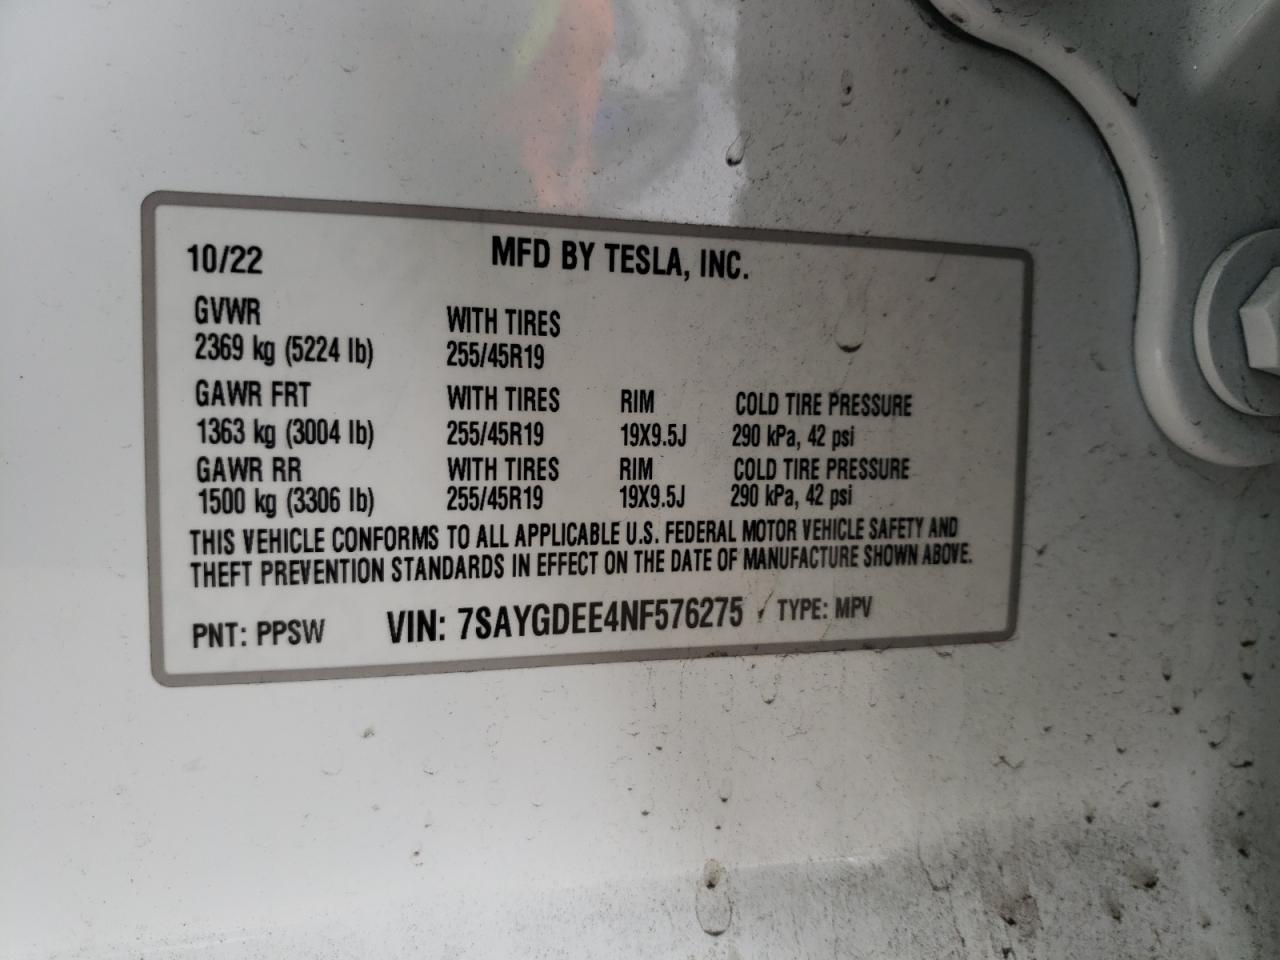 10/22 MFD BY TESLA, INC.
GVWR WITH TIRES
2369 kg (5224 lb) 255/45R19
GAWR FRT WITH TIRES RIM COLD TIRE PRESSURE
1363 kg (3004 lb) 255/45R19 19X9.5J 290 kPa, 42 psi
GAWR RR WITH TIRES RIM COLD TIRE PRESSURE
1500 kg (3306 lb) 255/45R19 19X9.5J 290 kPa, 42 psi
THIS VEHICLE CONFORMS TO ALL APPLICABLE U.S. FEDERAL MOTOR VEHICLE SAFETY AND
THEFT PREVENTION STANDARDS IN EFFECT ON THE DATE OF MANUFACTURE SHOWN ABOVE.
PNT: PPSW VIN: 7SAYGDEE4NF576275 TYPE: MPV